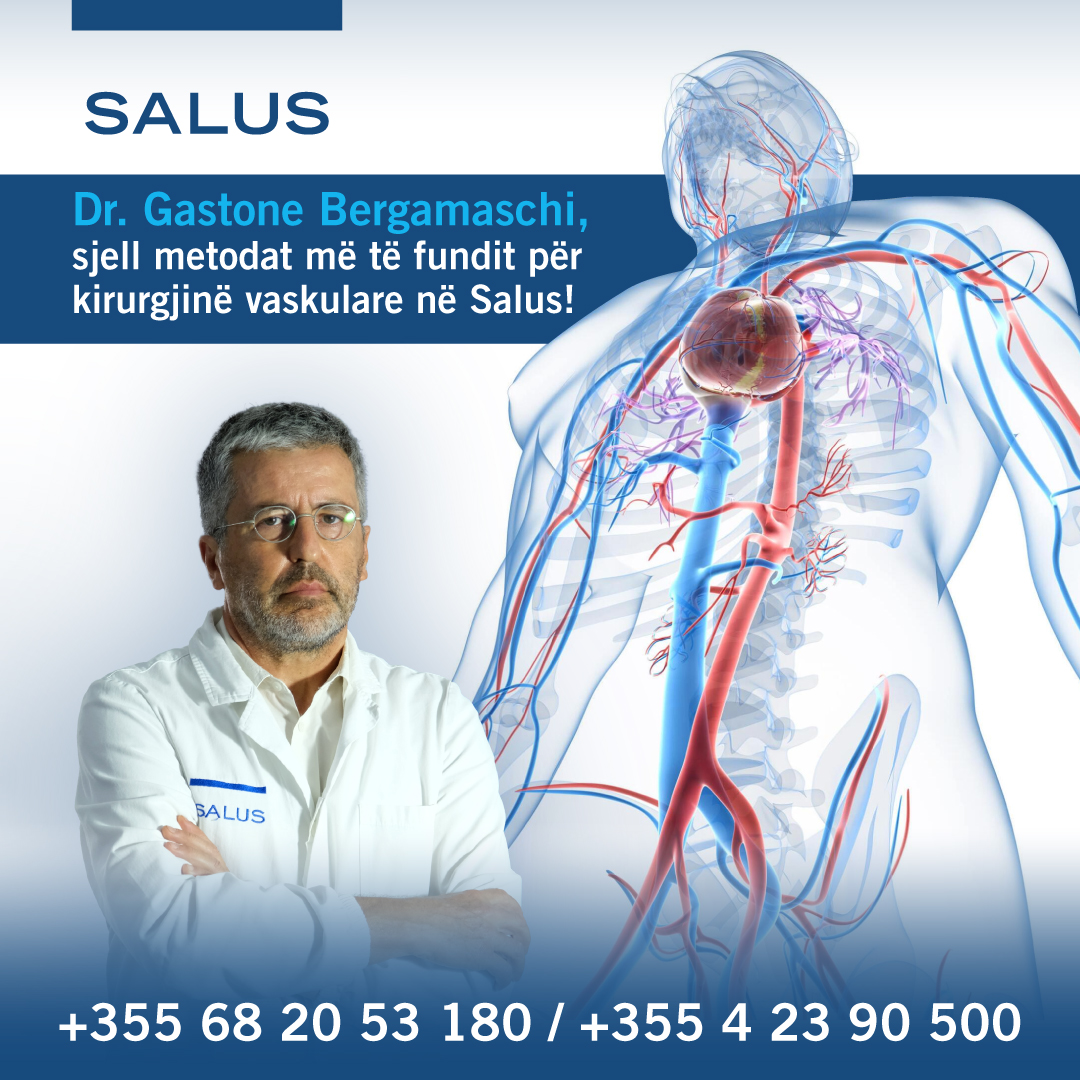 SALUS
Dr. Gastone Bergamaschi,
sjell metodat më të fundit për
kirurgjinë vaskulare në Salus!
SALUS
+355 68 20 53 180 / +355 4 23 90 500